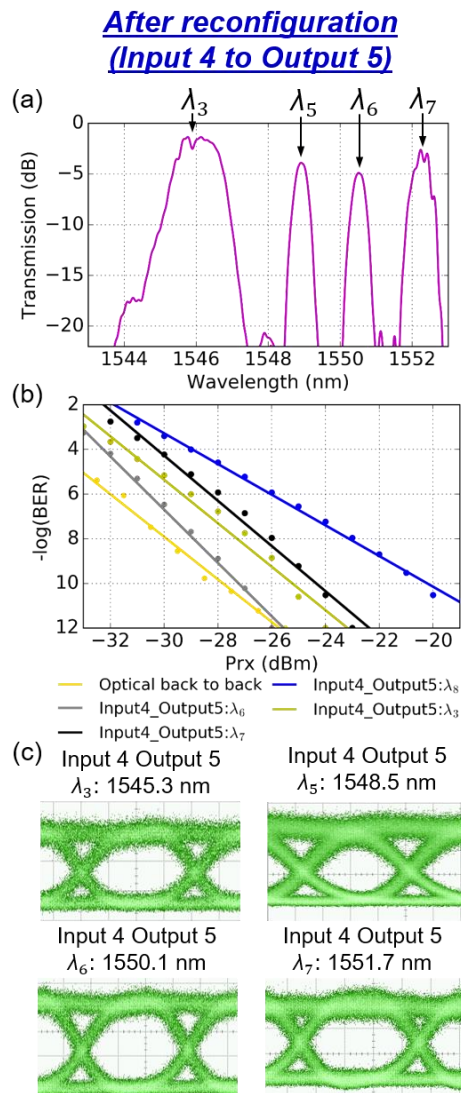 After reconfiguration
(Input 4 to Output 5)
(a)
λ3 λ5 λ6 λ7
0
−5
−10
−15
−20
Transmission (dB)
1544 1546 1548 1550 1552
Wavelength (nm)
(b)
2
4
6
8
10
12
-log(BER)
−32 −30 −28 −26 −24 −22 −20
Prx (dBm)
Optical back to back
Input4_Output5:λ6
Input4_Output5:λ7
Input4_Output5:λ8
Input4_Output5:λ3
(c)
Input 4 Output 5
λ3: 1545.3 nm
Input 4 Output 5
λ5: 1548.5 nm
Input 4 Output 5
λ6: 1550.1 nm
Input 4 Output 5
λ7: 1551.7 nm